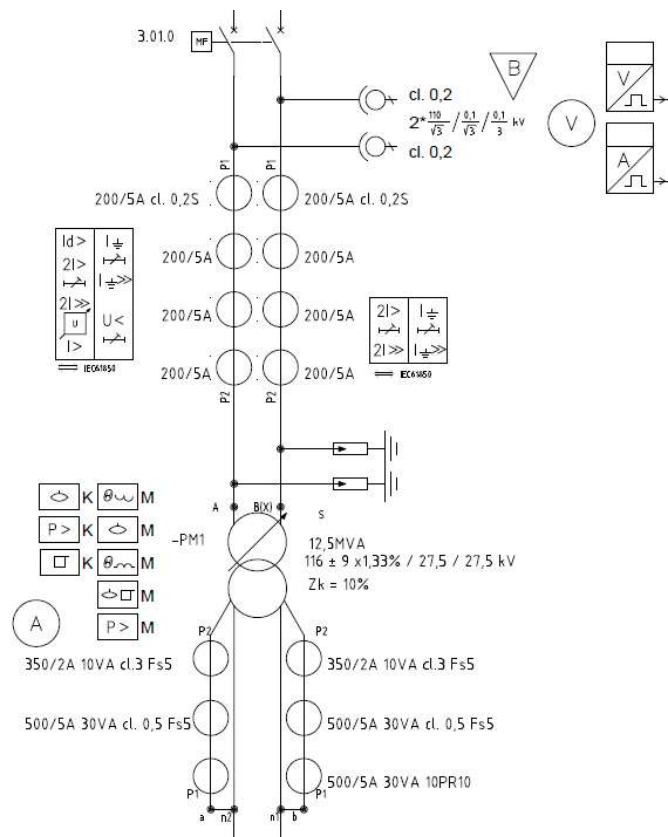 3.01.0
MF
B
V
V
A
cl. 0,2
2*110/√3 / 0,1/√3 / 0,1/3 kV
cl. 0,2
P1
P1
200/5A cl. 0,2S
200/5A cl. 0,2S
200/5A
200/5A
200/5A
200/5A
200/5A
200/5A
P2
P2
Id>
I
2I>
I ≫
2I≫
U
U<
I>
IEC61850
2I>
I
2I≫
I ≫
IEC61850
A
B(X)
S
K
θ
M
P>
K
M
K
θ
M
M
P>
M
A
-PM1
12,5MVA
116 ± 9 x1,33% / 27,5 / 27,5 kV
Zk = 10%
P2
P2
350/2A 10VA cl.3 Fs5
350/2A 10VA cl.3 Fs5
500/5A 30VA cl. 0,5 Fs5
500/5A 30VA cl. 0,5 Fs5
500/5A 30VA 10PR10
P1
P1
a
n2
n1
b